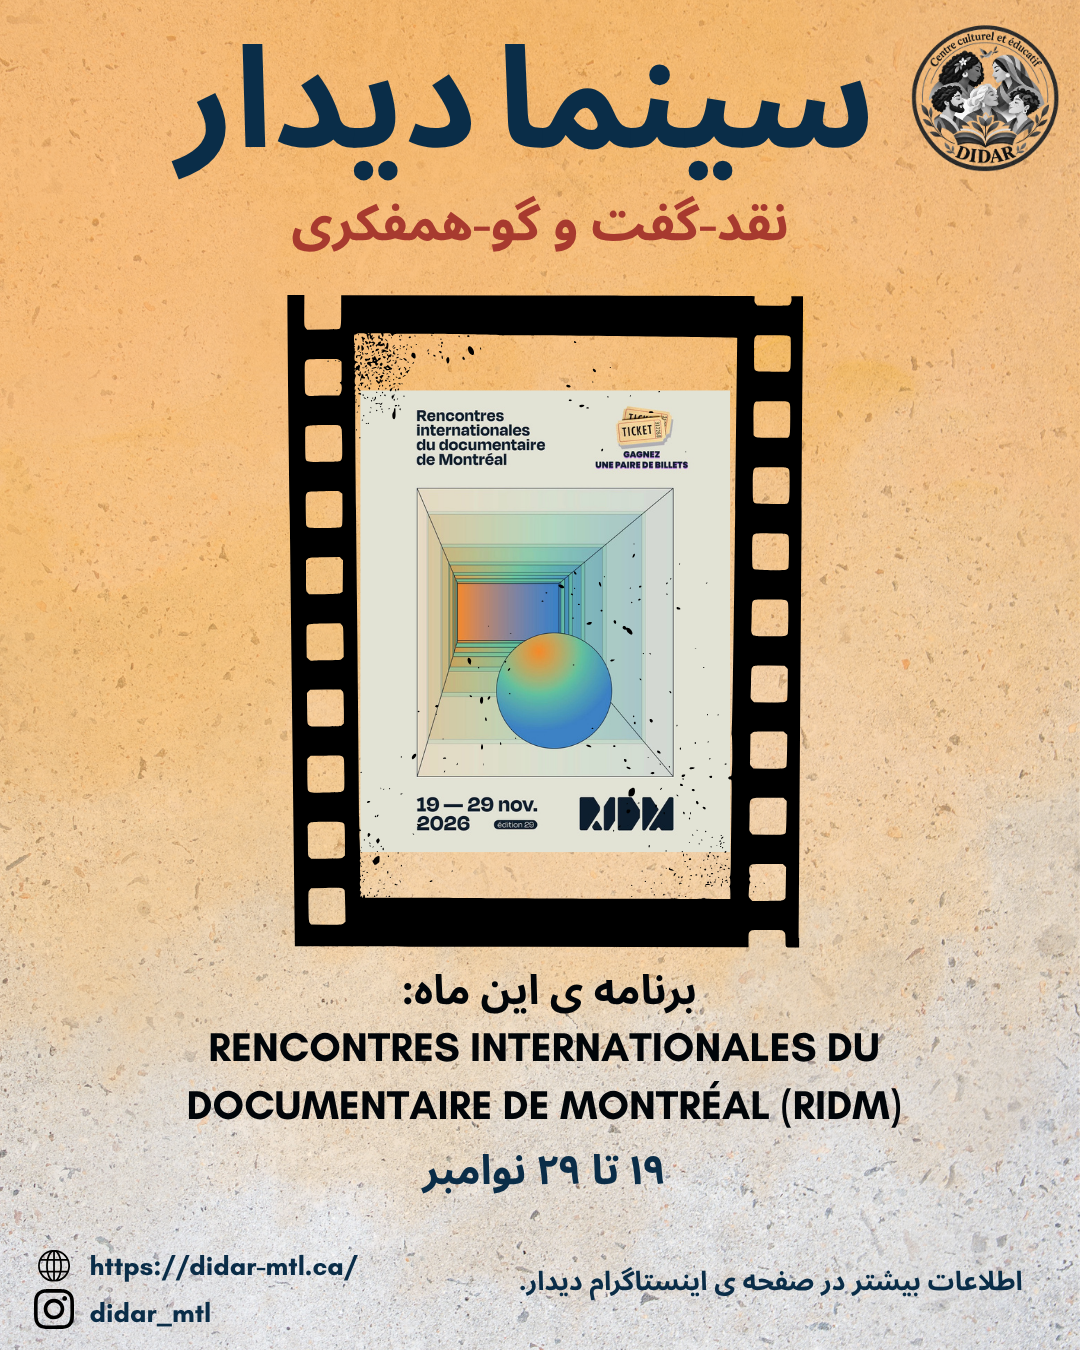 سینما دیدار
Centre culturel et éducatif
DIDAR
نقد-گفت و گو-همفکری
Rencontres
internationales
du documentaire
de Montréal
TICKET
GAGNEZ
UNE PAIRE DE BILLETS
19 — 29 nov.
2026
édition 29
RIDM
برنامه ی این ماه:
RENCONTRES INTERNATIONALES DU
DOCUMENTAIRE DE MONTRÉAL (RIDM)
۱۹ تا ۲۹ نوامبر
https://didar-mtl.ca/
didar_mtl
اطلاعات بیشتر در صفحه ی اینستاگرام دیدار.